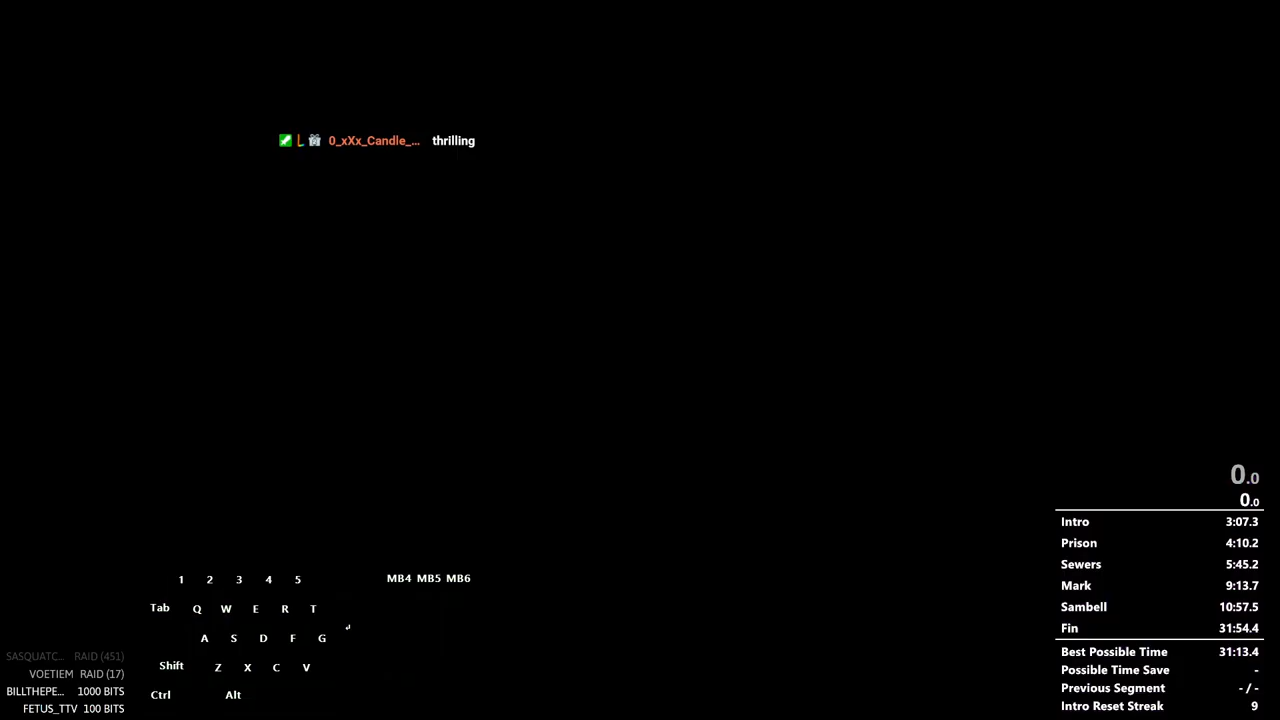 0_xXx_Candle_... thrilling
0.0
0.0
Intro 3:07.3
Prison 4:10.2
Sewers 5:45.2
Mark 9:13.7
Sambell 10:57.5
Fin 31:54.4
Best Possible Time 31:13.4
Possible Time Save -
Previous Segment - / -
Intro Reset Streak 9
1 2 3 4 5 MB4 MB5 MB6
Tab Q W E R T
A S D F G ↲
Shift Z X C V
Ctrl Alt
SASQUATC... RAID (451)
VOETIEM RAID (17)
BILLTHEPE... 1000 BITS
FETUS_TTV 100 BITS